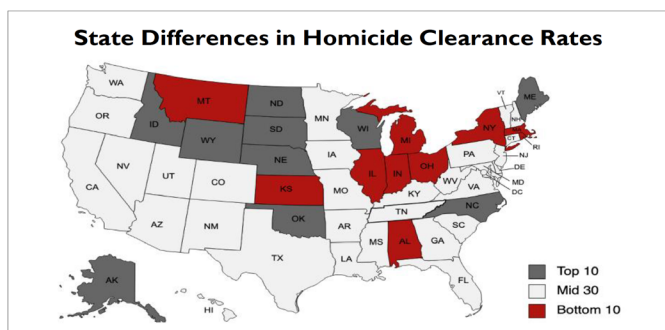 State Differences in Homicide Clearance Rates
WA
MT
ND
MN
VT
ME
OR
ID
SD
WI
NH
WY
MI
NY
CT
RI
NV
NE
IA
PA
NJ
UT
CO
IL
IN
OH
DE
CA
KS
MO
WV
VA
MD
DC
KY
AZ
NM
OK
AR
TN
NC
SC
TX
LA
MS
AL
GA
FL
AK
HI
Top 10
Mid 30
Bottom 10